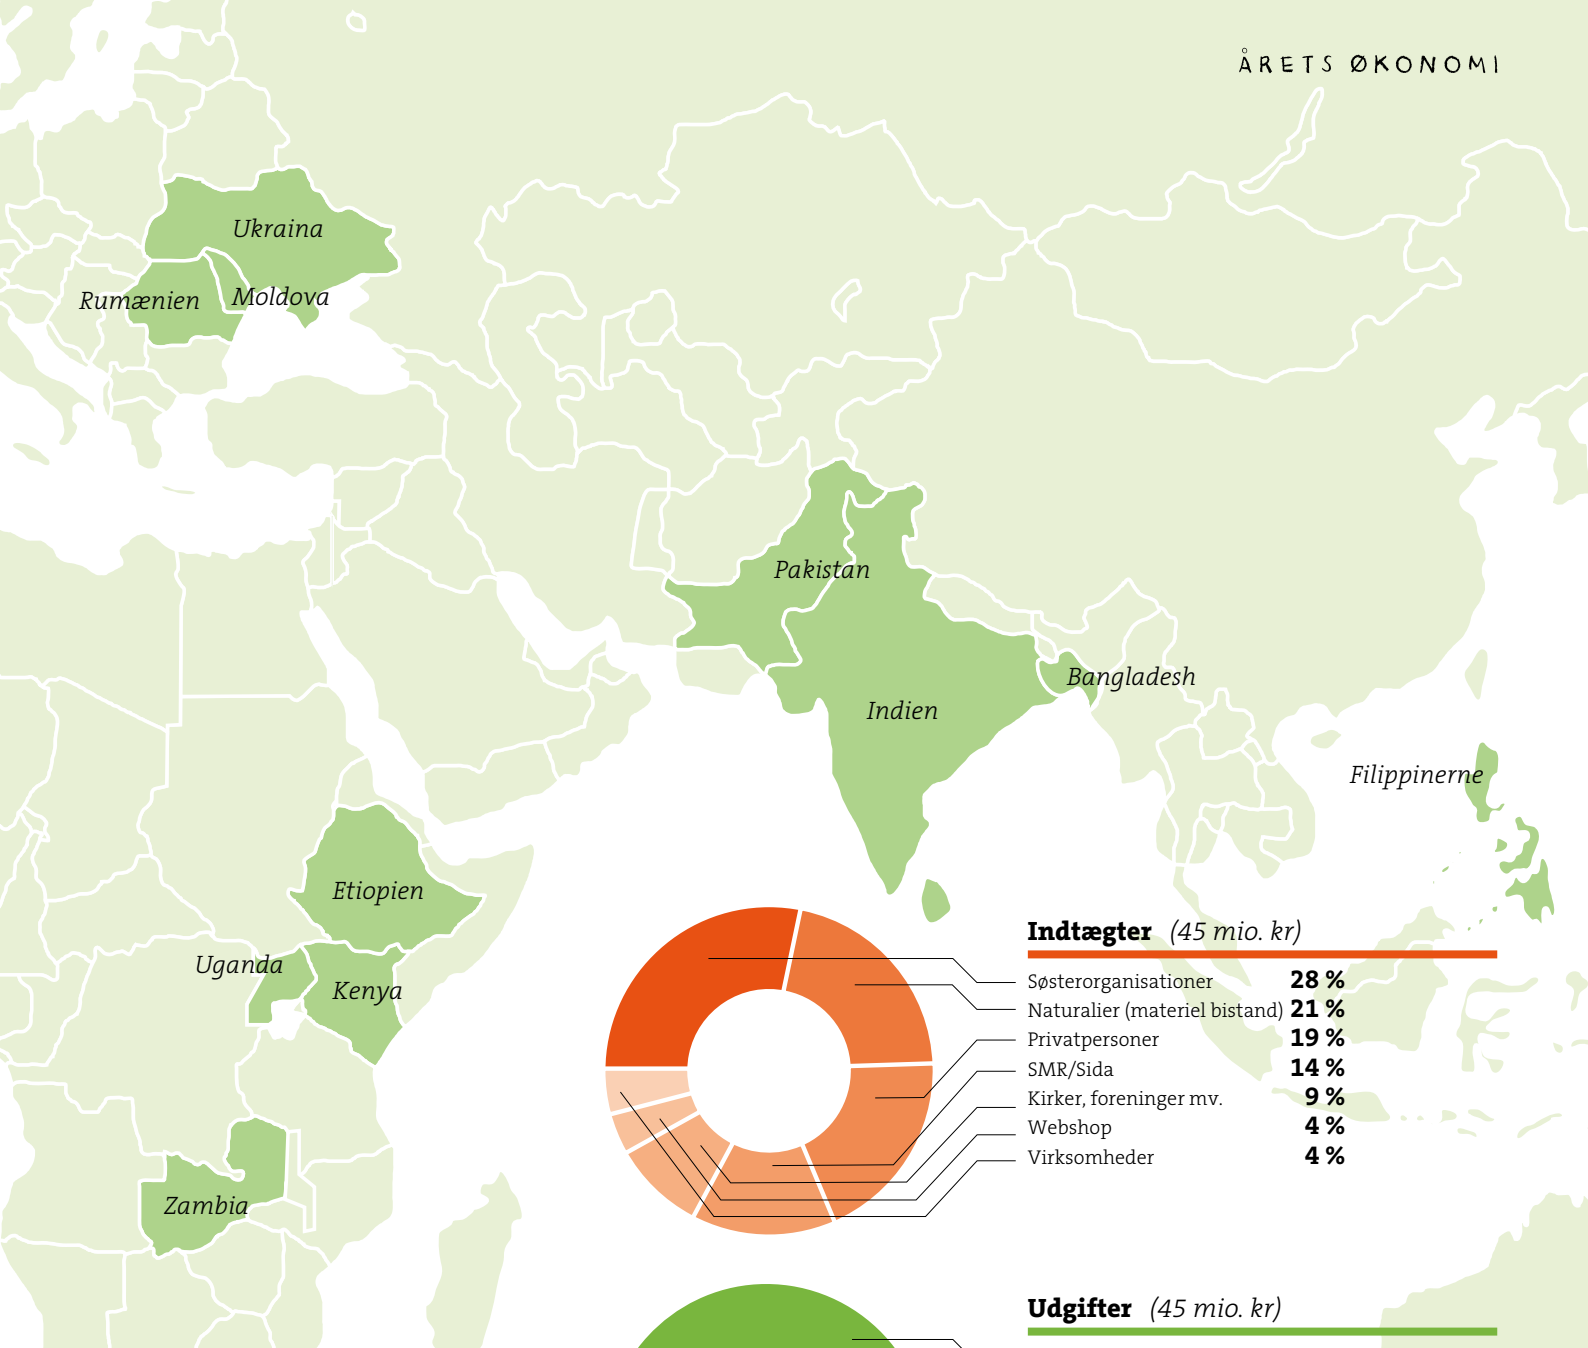 ÅRETS ØKONOMI
Ukraina
Rumænien
Moldova
Pakistan
Bangladesh
Indien
Filippinerne
Etiopien
Uganda
Kenya
Zambia
Indtægter (45 mio. kr)
Søsterorganisationer 28 %
Naturalier (materiel bistand) 21 %
Privatpersoner 19 %
SMR/Sida 14 %
Kirker, foreninger mv. 9 %
Webshop 4 %
Virksomheder 4 %
Udgifter (45 mio. kr)